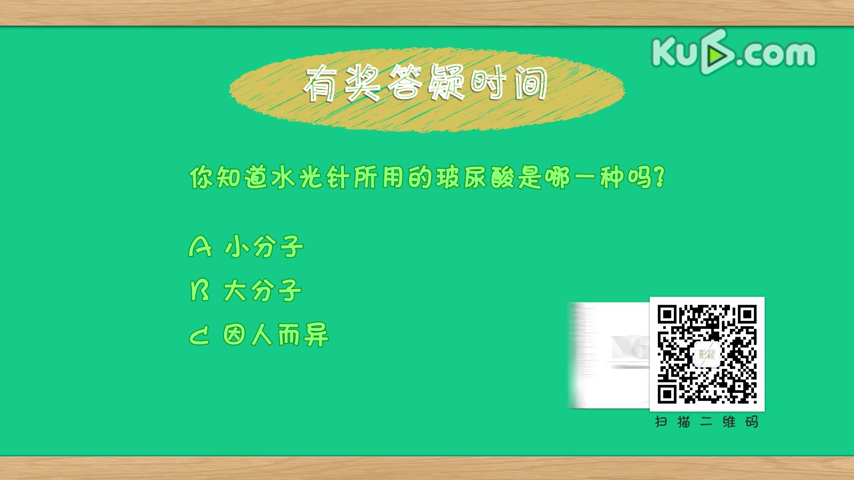 Ku6.com
有奖答疑时间
你知道水光针所用的玻尿酸是哪一种吗?
A 小分子
B 大分子
C 因人而异
扫描二维码